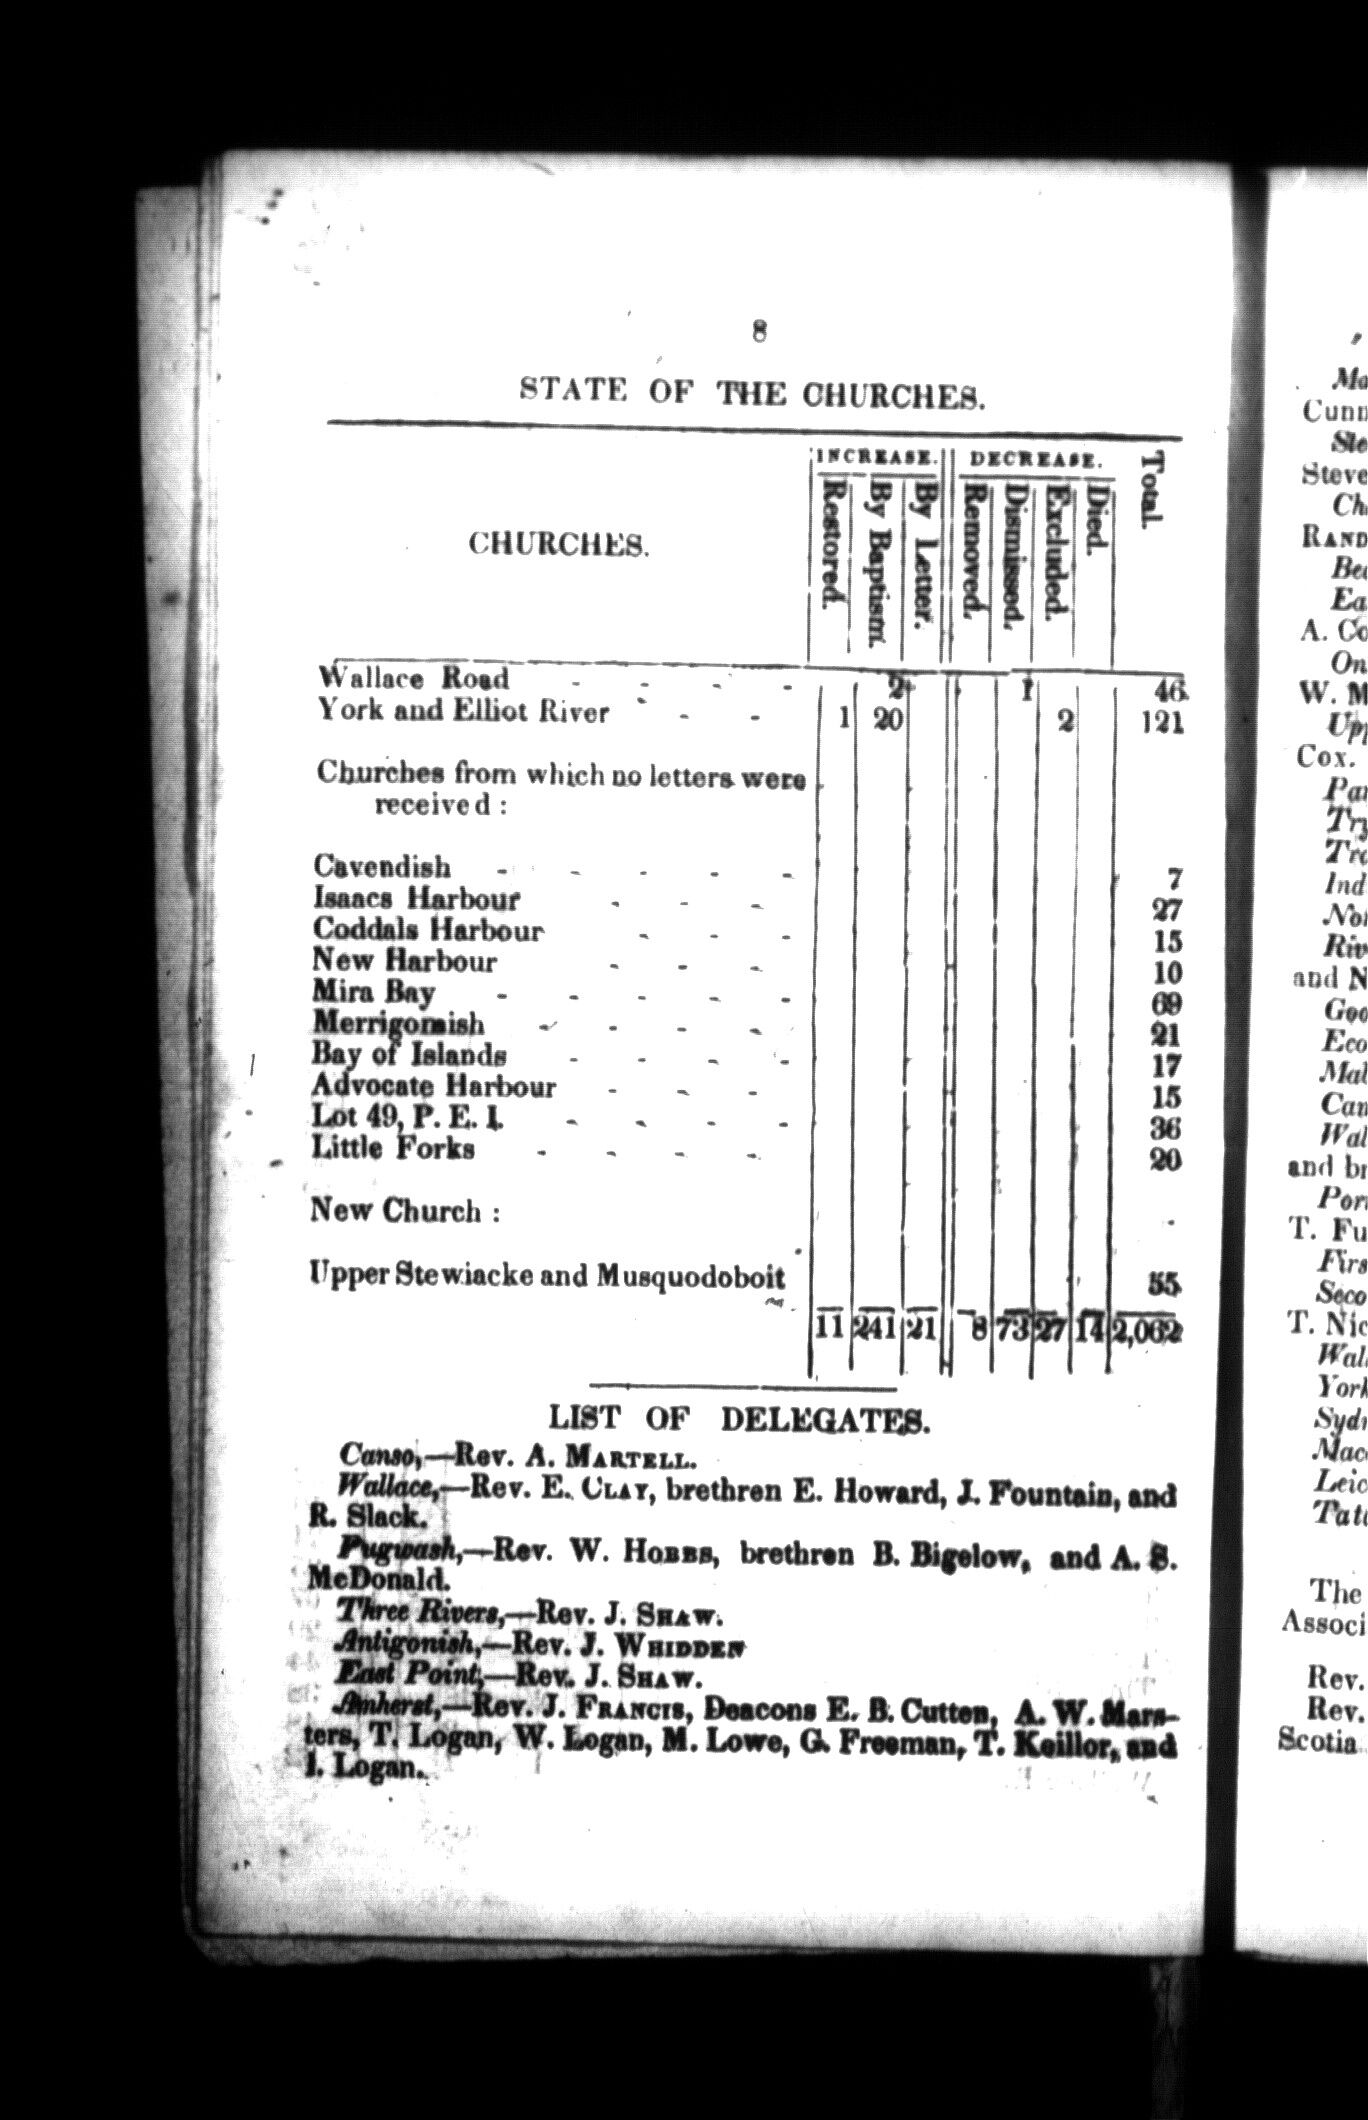 8
STATE OF THE CHURCHES.
CHURCHES. INCREASE. DECREASE. Total.
Restored. By Baptism. By Letter. Removed. Dismissed. Excluded. Died.
Wallace Road - - - - 2 1 46
York and Elliot River - - - 1 20 2 121
Churches from which no letters were
received :
Cavendish - - - - - 7
Isaacs Harbour - - - 27
Coddals Harbour - - - 15
New Harbour - - - 10
Mira Bay - - - - - 69
Merrigomish - - - - 21
Bay of Islands - - - - 17
Advocate Harbour - - - 15
Lot 49, P. E. I. - - - - 36
Little Forks - - - - 20
New Church :
Upper Stewiacke and Musquodoboit 55
11 241 21 8 73 27 14 2,062
LIST OF DELEGATES.
Canso,—Rev. A. MARTELL.
Wallace,—Rev. E. CLAY, brethren E. Howard, J. Fountain, and
R. Slack.
Pugwash,—Rev. W. HOBBS, brethren B. Bigelow, and A. S.
McDonald.
Three Rivers,—Rev. J. SHAW.
Antigonish,—Rev. J. WHIDDEN
East Point,—Rev. J. SHAW.
Amherst,—Rev. J. FRANCIS, Deacons E. B. Cutten, A. W. Mars-
ters, T. Logan, W. Logan, M. Lowe, G. Freeman, T. Keillor, and
I. Logan.
Cox.
and N
The
Rev.
Rev.
Scotia